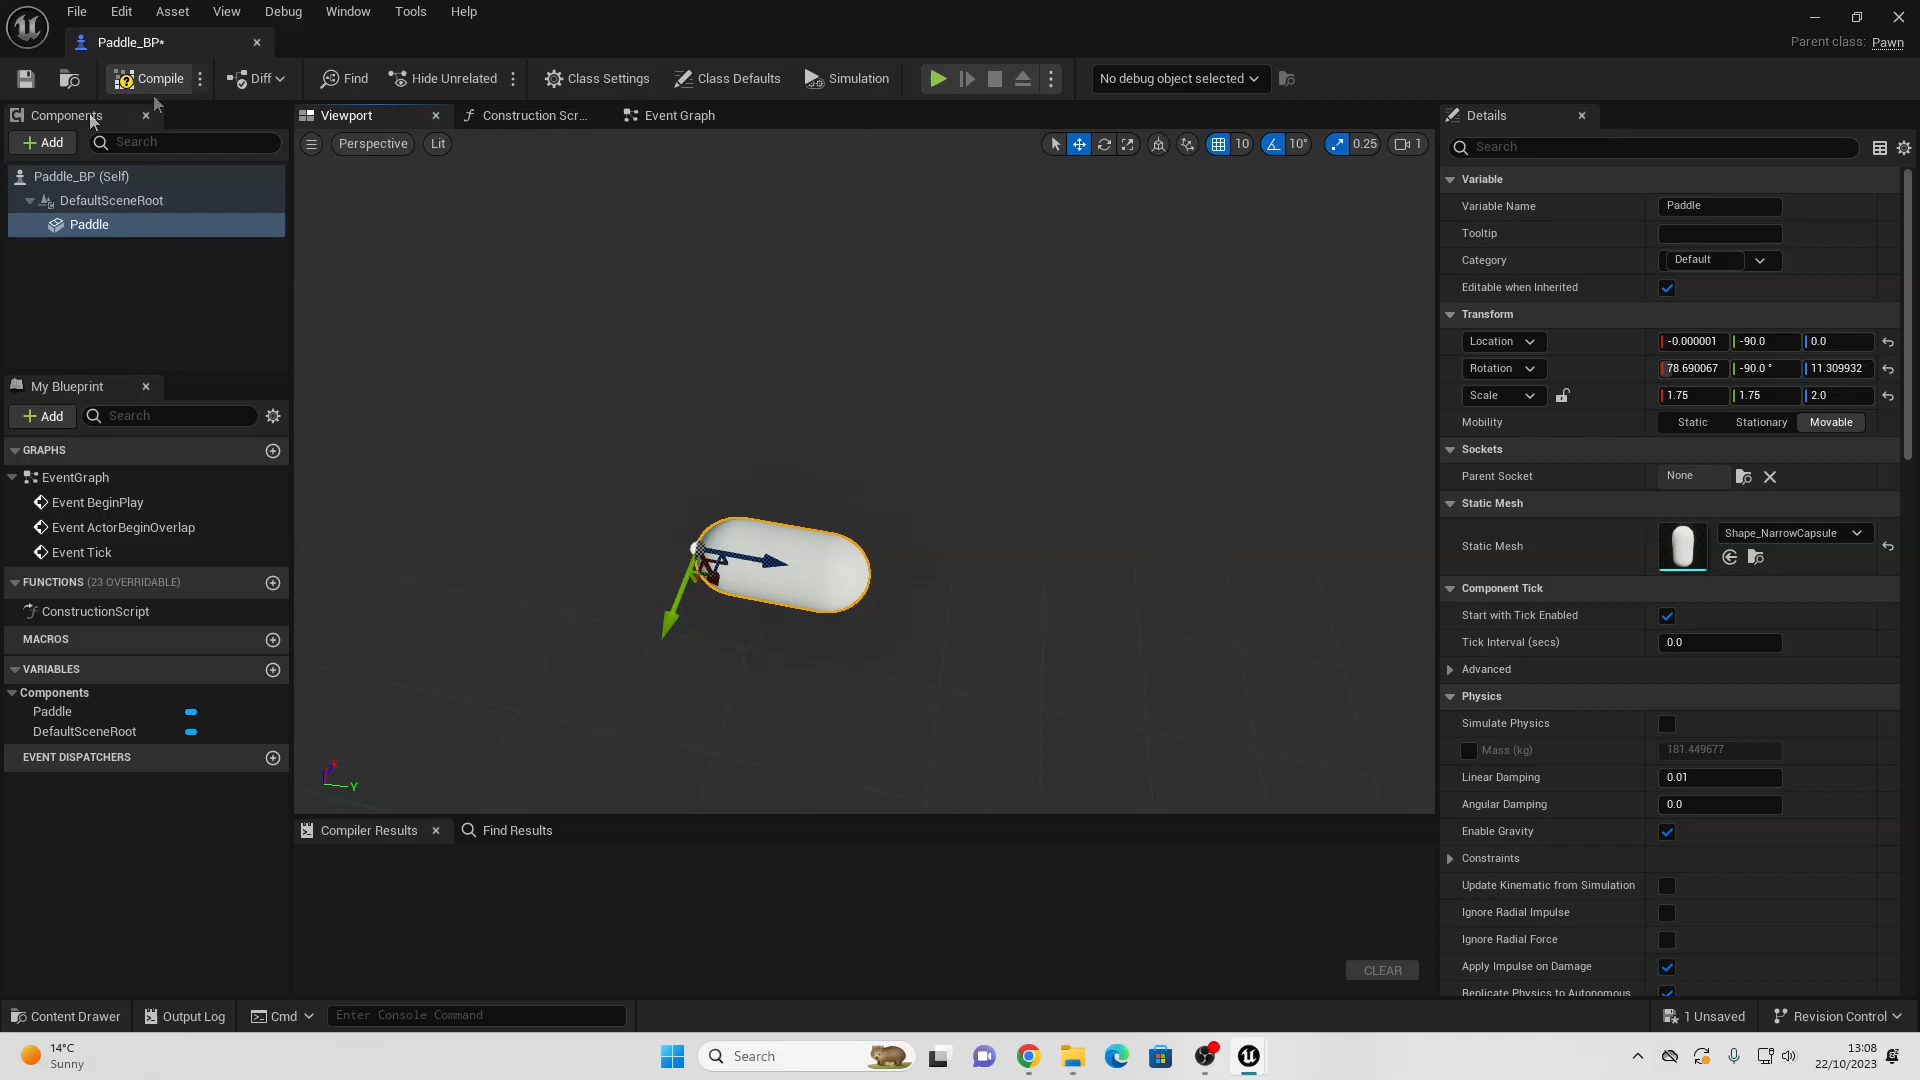 File Edit Asset View Debug Window Tools Help
Paddle_BP*
Parent class: Pawn
Compile Diff Find Hide Unrelated Class Settings Class Defaults Simulation No debug object selected
Components
Add Search
Paddle_BP (Self)
DefaultSceneRoot
Paddle
My Blueprint
Add Search
GRAPHS
EventGraph
Event BeginPlay
Event ActorBeginOverlap
Event Tick
FUNCTIONS (23 OVERRIDABLE)
ConstructionScript
MACROS
VARIABLES
Components
Paddle
DefaultSceneRoot
EVENT DISPATCHERS
Viewport Construction Scr... Event Graph
Perspective Lit 10 10° 0.25 1
X
Y
Compiler Results Find Results
CLEAR
Details
Search
Variable
Variable Name Paddle
Tooltip
Category Default
Editable when Inherited
Transform
Location -0.000001 -90.0 0.0
Rotation 78.690067 -90.0 ° 11.309932
Scale 1.75 1.75 2.0
Mobility Static Stationary Movable
Sockets
Parent Socket None
Static Mesh
Static Mesh Shape_NarrowCapsule
Component Tick
Start with Tick Enabled
Tick Interval (secs) 0.0
Advanced
Physics
Simulate Physics
Mass (kg) 181.449677
Linear Damping 0.01
Angular Damping 0.0
Enable Gravity
Constraints
Update Kinematic from Simulation
Ignore Radial Impulse
Ignore Radial Force
Apply Impulse on Damage
Replicate Physics to Autonomous
Content Drawer Output Log Cmd Enter Console Command 1 Unsaved Revision Control
14°C
Sunny
Search
13:08
22/10/2023